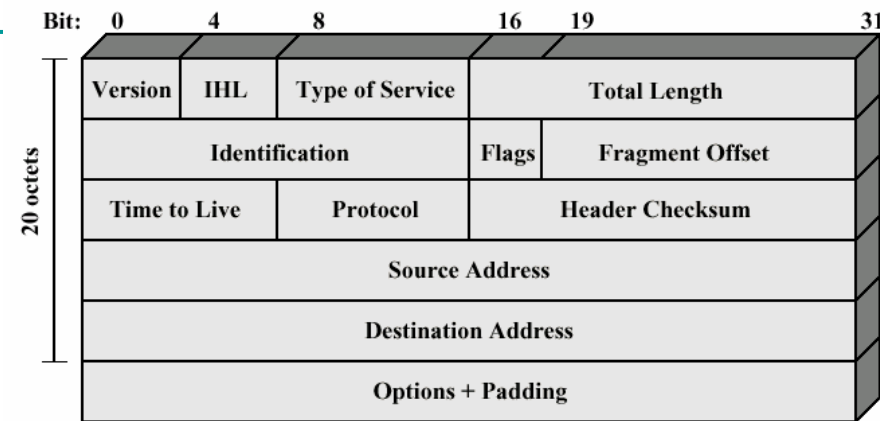 Bit: 0 4 8 16 19 31
Version IHL Type of Service Total Length
Identification Flags Fragment Offset
Time to Live Protocol Header Checksum
Source Address
Destination Address
Options + Padding
20 octets